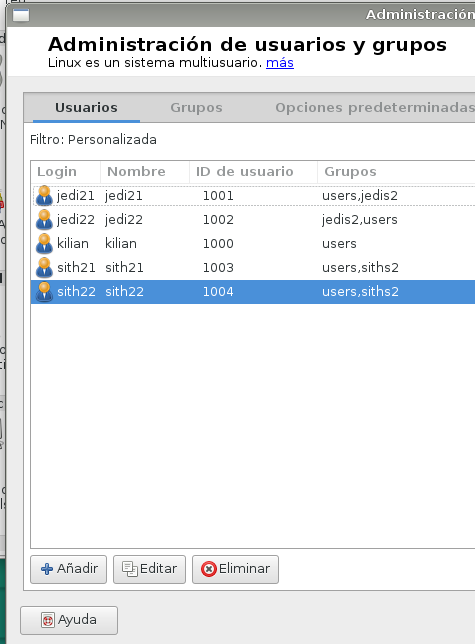 Administración
Administración de usuarios y grupos
Linux es un sistema multiusuario. más
Usuarios Grupos Opciones predeterminadas
Filtro: Personalizada
Login Nombre ID de usuario Grupos
jedi21 jedi21 1001 users,jedis2
jedi22 jedi22 1002 jedis2,users
kilian kilian 1000 users
sith21 sith21 1003 users,siths2
sith22 sith22 1004 users,siths2
Añadir Editar Eliminar
Ayuda